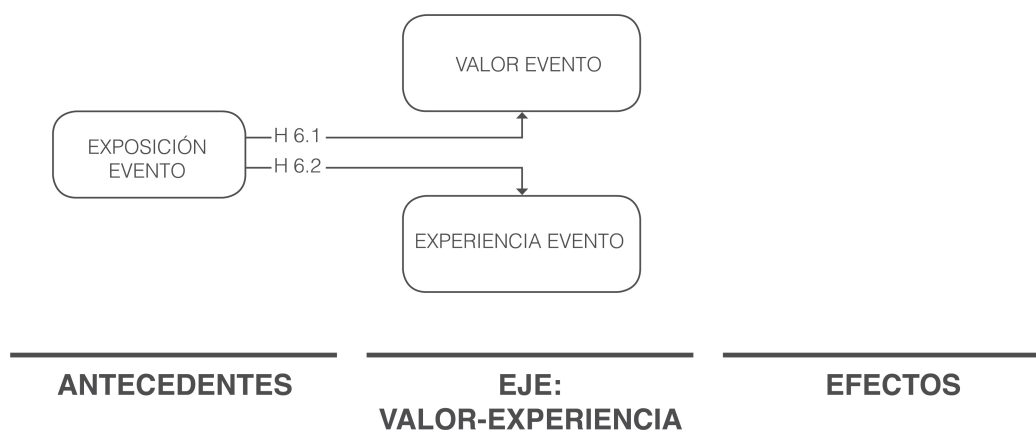 VALOR EVENTO
EXPOSICIÓN
EVENTO
H 6.1
H 6.2
EXPERIENCIA EVENTO
ANTECEDENTES
EJE:
VALOR-EXPERIENCIA
EFECTOS